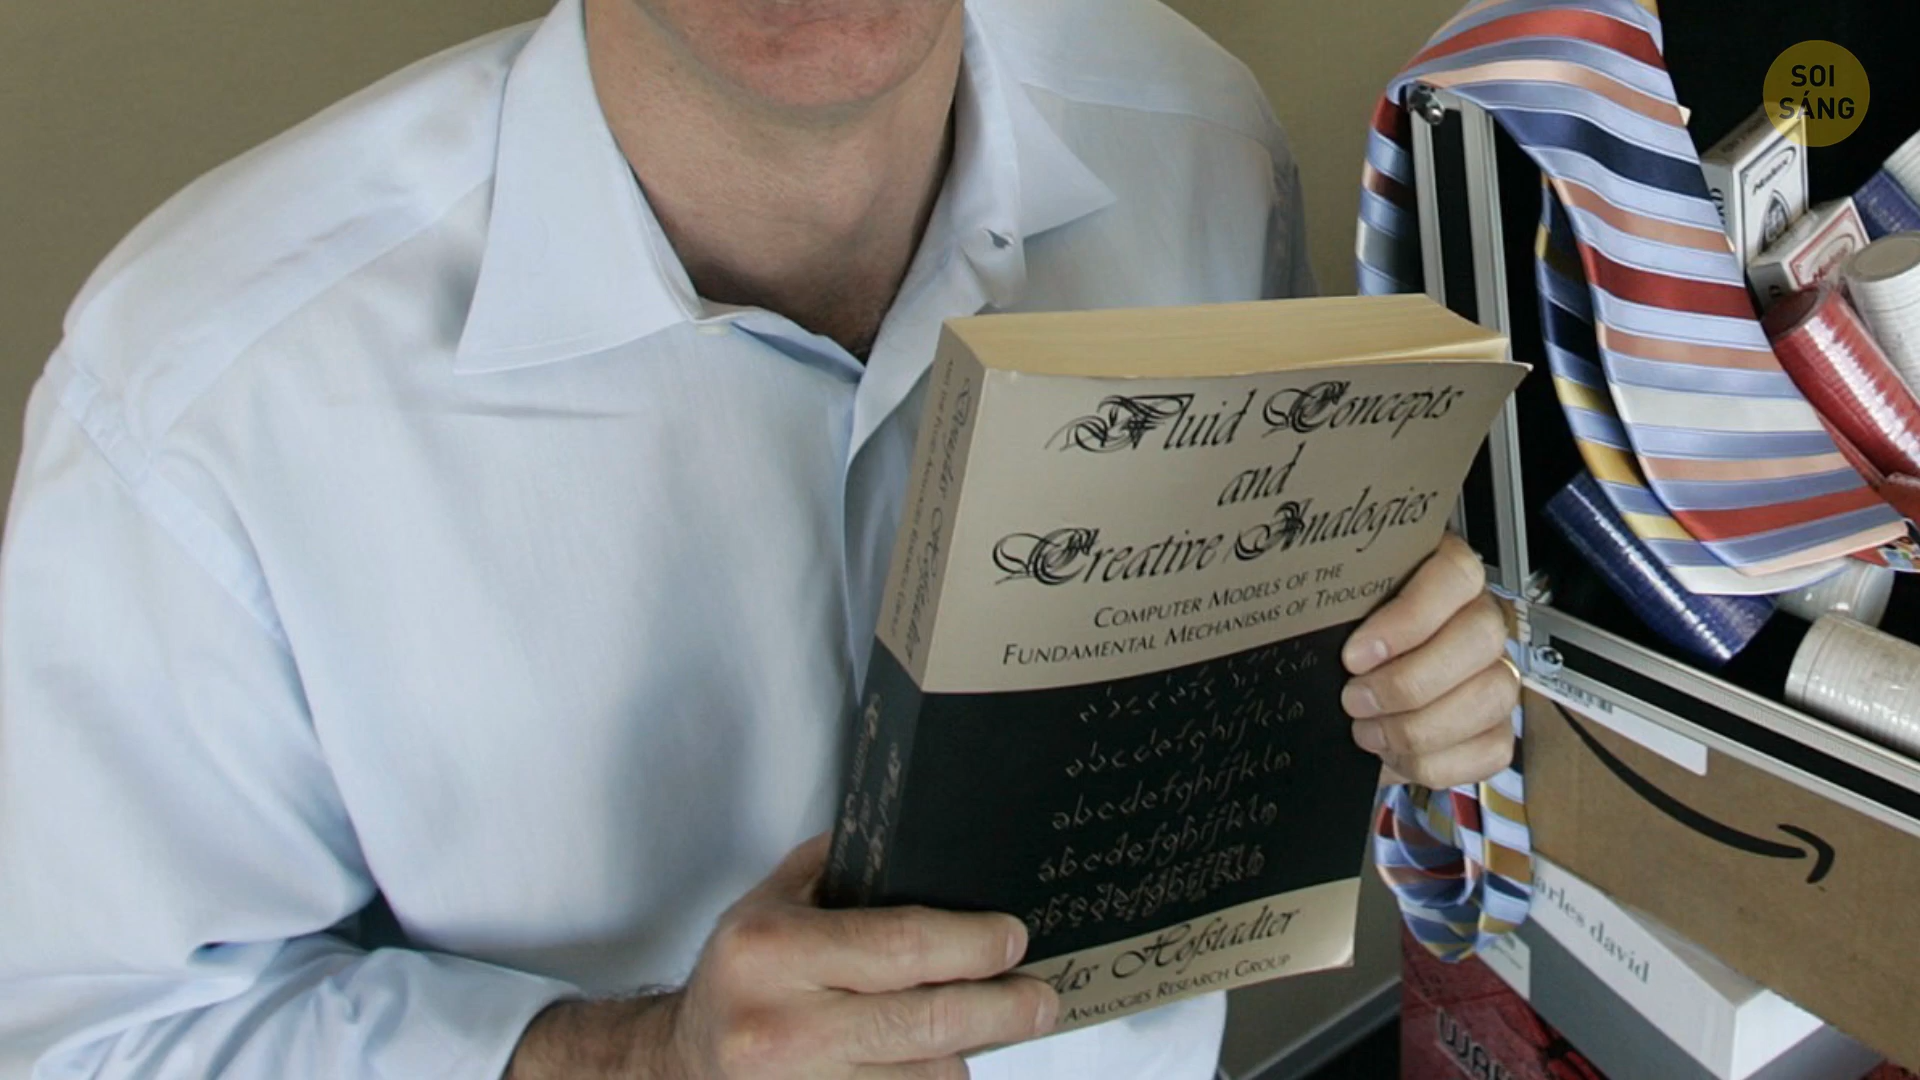 SOI
SÁNG
Fluid Concepts
and
Creative Analogies
COMPUTER MODELS OF THE
FUNDAMENTAL MECHANISMS OF THOUGHT
abcdefghijklm
abcdefghijklm
abcdefghijklm
Hofstadter
ANALOGIES RESEARCH GROUP
arles david